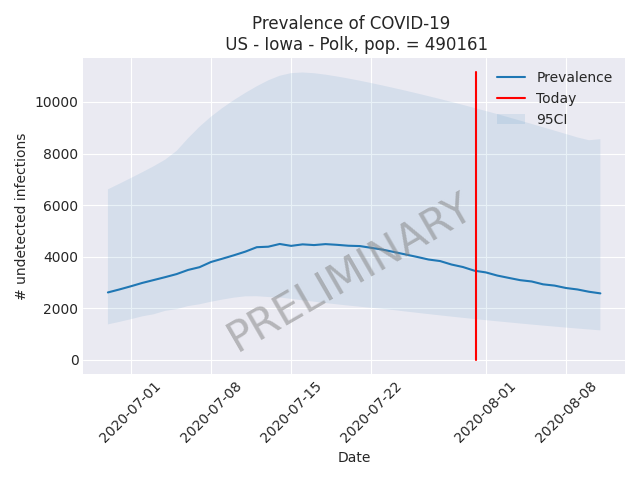 Prevalence of COVID-19
US - Iowa - Polk, pop. = 490161
# undetected infections
10000
8000
6000
4000
2000
0
Prevalence
Today
95CI
PRELIMINARY
2020-07-01
2020-07-08
2020-07-15
2020-07-22
2020-08-01
2020-08-08
Date